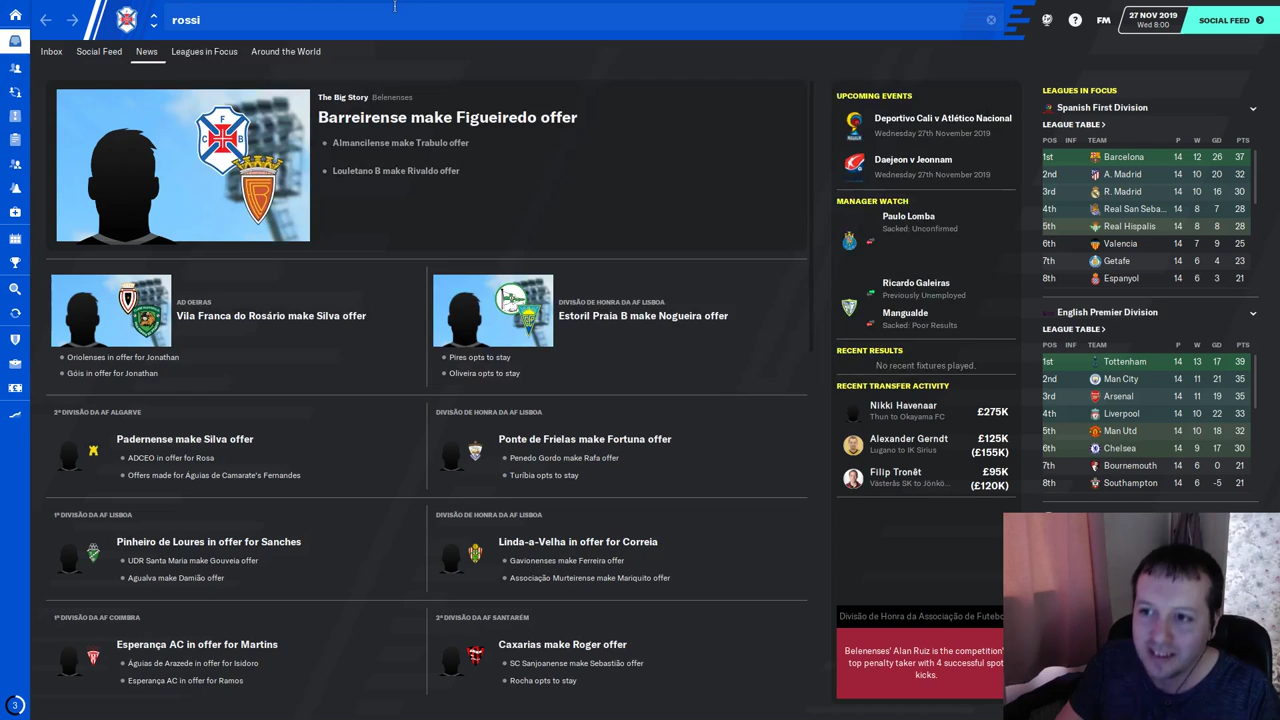 rossi
FM
27 NOV 2019
Wed 8:00
SOCIAL FEED
Inbox
Social Feed
News
Leagues in Focus
Around the World
The Big Story Belenenses
Barreirense make Figueiredo offer
Almancilense make Trabulo offer
Louletano B make Rivaldo offer
AD OEIRAS
Vila Franca do Rosário make Silva offer
Oriolenses in offer for Jonathan
Góis in offer for Jonathan
DIVISÃO DE HONRA DA AF LISBOA
Estoril Praia B make Nogueira offer
Pires opts to stay
Oliveira opts to stay
2ª DIVISÃO DA AF ALGARVE
Padernense make Silva offer
ADCEO in offer for Rosa
Offers made for Águias de Camarate's Fernandes
DIVISÃO DE HONRA DA AF LISBOA
Ponte de Frielas make Fortuna offer
Penedo Gordo make Rafa offer
Turíbia opts to stay
1ª DIVISÃO DA AF LISBOA
Pinheiro de Loures in offer for Sanches
UDR Santa Maria make Gouveia offer
Agualva make Damião offer
DIVISÃO DE HONRA DA AF LISBOA
Linda-a-Velha in offer for Correia
Gavionenses make Ferreira offer
Associação Murteirense make Mariquito offer
1ª DIVISÃO DA AF COIMBRA
Esperança AC in offer for Martins
Águias de Arazede in offer for Isidoro
Esperança AC in offer for Ramos
2ª DIVISÃO DA AF SANTARÉM
Caxarias make Roger offer
SC Sanjoanense make Sebastião offer
Rocha opts to stay
3
UPCOMING EVENTS
Deportivo Cali v Atlético Nacional
Wednesday 27th November 2019
Daejeon v Jeonnam
Wednesday 27th November 2019
MANAGER WATCH
Paulo Lomba
Sacked: Unconfirmed
Ricardo Galeiras
Previously Unemployed
Mangualde
Sacked: Poor Results
RECENT RESULTS
No recent fixtures played.
RECENT TRANSFER ACTIVITY
Nikki Havenaar £275K
Thun to Okayama FC
Alexander Gerndt £125K
Lugano to IK Sirius (£155K)
Filip Tronêt £95K
Västerås SK to Jönkö... (£120K)
Divisão de Honra da Associação de Futebo
Belenenses' Alan Ruiz is the competition'
top penalty taker with 4 successful spot
kicks.
LEAGUES IN FOCUS
Spanish First Division
LEAGUE TABLE
POS INF TEAM P W GD PTS
1st Barcelona 14 12 26 37
2nd A. Madrid 14 10 20 32
3rd R. Madrid 14 10 16 30
4th Real San Seba... 14 8 7 28
5th Real Hispalis 14 8 8 28
6th Valencia 14 7 9 25
7th Getafe 14 6 4 23
8th Espanyol 14 6 3 21
English Premier Division
LEAGUE TABLE
POS INF TEAM P W GD PTS
1st Tottenham 14 13 17 39
2nd Man City 14 11 21 35
3rd Arsenal 14 11 19 35
4th Liverpool 14 10 22 33
5th Man Utd 14 10 18 32
6th Chelsea 14 9 17 30
7th Bournemouth 14 6 0 21
8th Southampton 14 6 -5 21